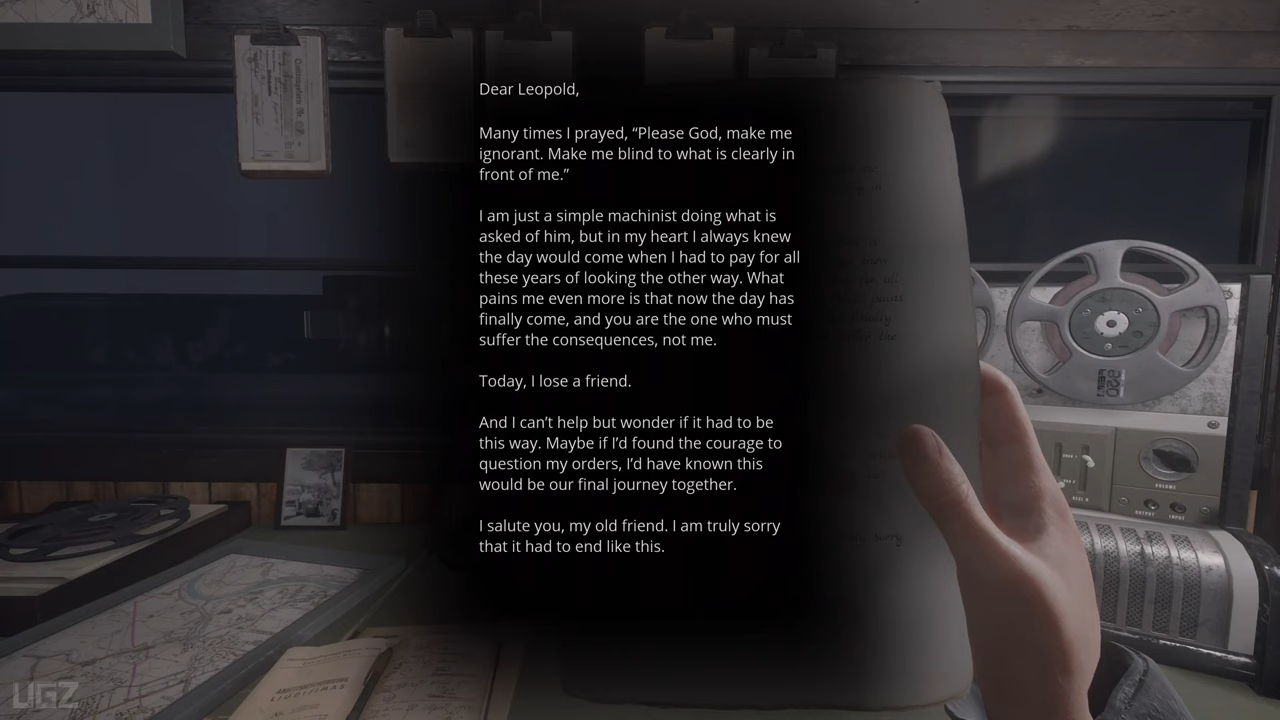 Dear Leopold,
Many times I prayed, “Please God, make me
ignorant. Make me blind to what is clearly in
front of me.”
I am just a simple machinist doing what is
asked of him, but in my heart I always knew
the day would come when I had to pay for all
these years of looking the other way. What
pains me even more is that now the day has
finally come, and you are the one who must
suffer the consequences, not me.
Today, I lose a friend.
And I can’t help but wonder if it had to be
this way. Maybe if I’d found the courage to
question my orders, I’d have known this
would be our final journey together.
I salute you, my old friend. I am truly sorry
that it had to end like this.
VOLUME
OUTPUT INPUT
UGZ